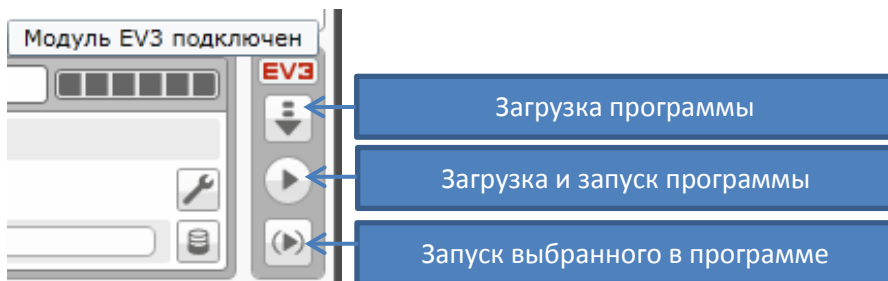 Модуль EV3 подключен
EV3
Загрузка программы
Загрузка и запуск программы
Запуск выбранного в программе